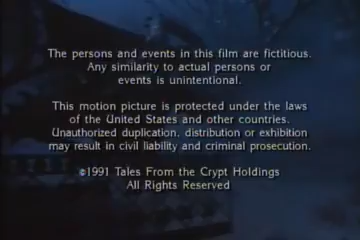 The persons and events in this film are fictitious.
Any similarity to actual persons or
events is unintentional.
This motion picture is protected under the laws
of the United States and other countries.
Unauthorized duplication, distribution or exhibition
may result in civil liability and criminal prosecution.
©1991 Tales From the Crypt Holdings
All Rights Reserved